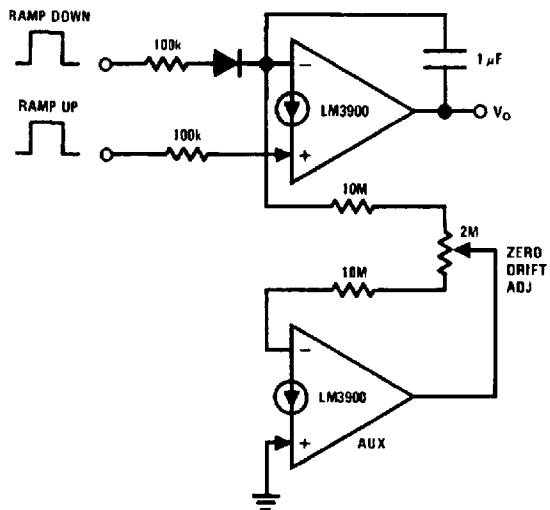 RAMP DOWN
100k
1 μF
LM3900
Vo
RAMP UP
100k
10M
2M
ZERO
DRIFT
ADJ
10M
LM3900
AUX